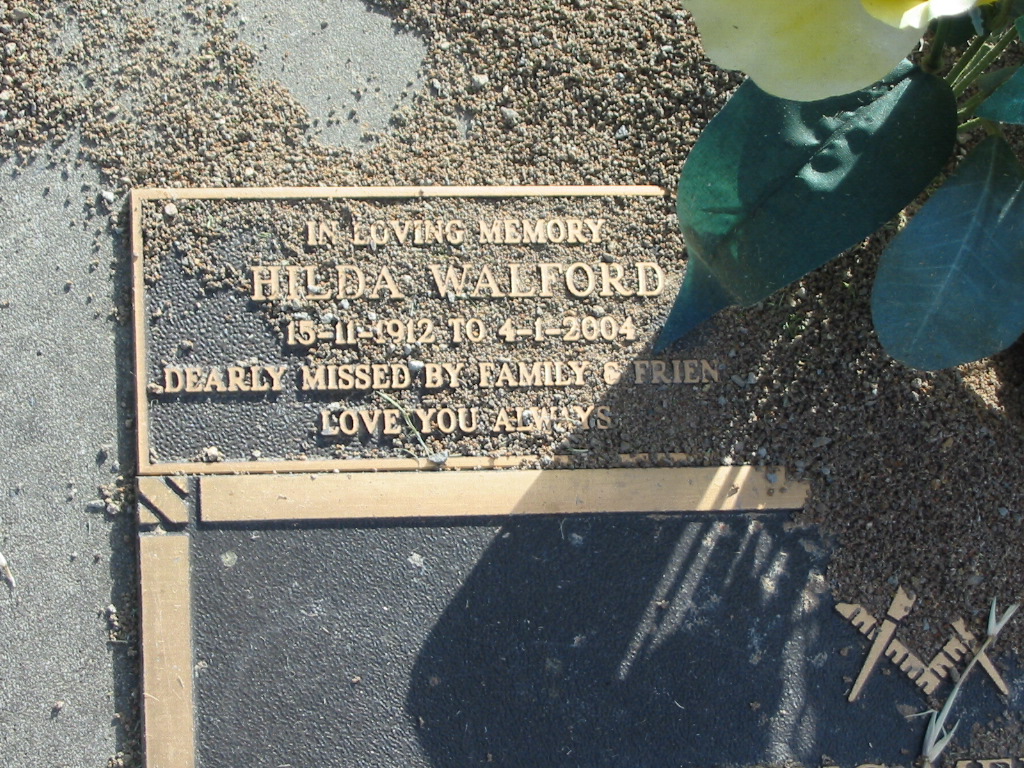 IN LOVING MEMORY
HILDA WALFORD
15-11-1912 TO 4-1-2004
DEARLY MISSED BY FAMILY & FRIEN
LOVE YOU ALWAYS